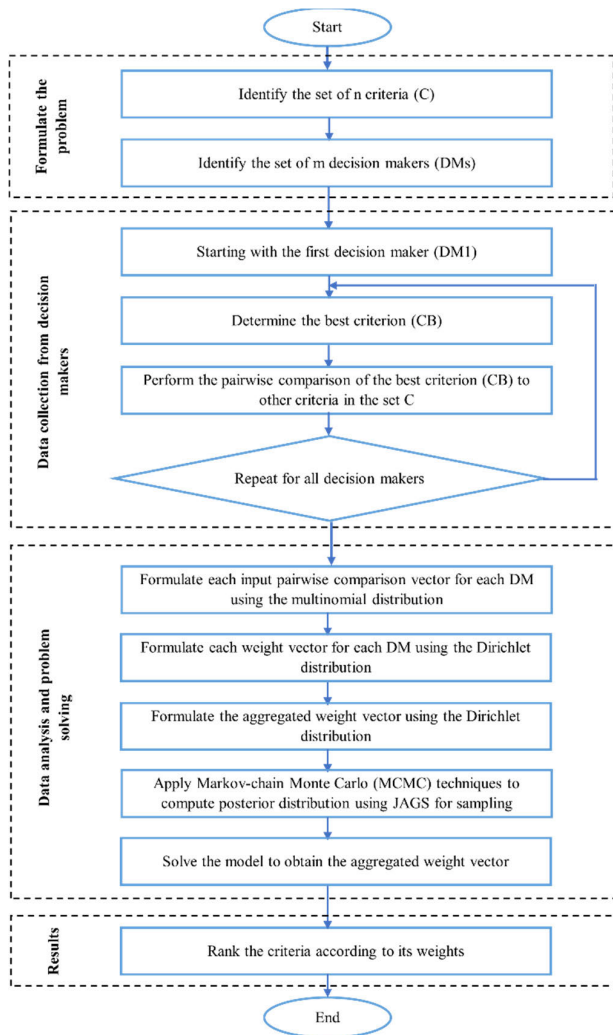 Start
Formulate the
problem
Identify the set of n criteria (C)
Identify the set of m decision makers (DMs)
Data collection from decision
makers
Starting with the first decision maker (DM1)
Determine the best criterion (CB)
Perform the pairwise comparison of the best criterion (CB) to
other criteria in the set C
Repeat for all decision makers
Data analysis and problem
solving
Formulate each input pairwise comparison vector for each DM
using the multinomial distribution
Formulate each weight vector for each DM using the Dirichlet
distribution
Formulate the aggregated weight vector using the Dirichlet
distribution
Apply Markov-chain Monte Carlo (MCMC) techniques to
compute posterior distribution using JAGS for sampling
Solve the model to obtain the aggregated weight vector
Results
Rank the criteria according to its weights
End